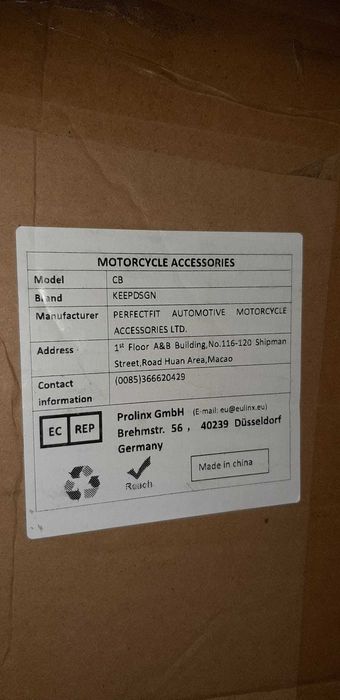 MOTORCYCLE ACCESSORIES
Model CB
Brand KEEPDSGN
Manufacturer PERFECTFIT AUTOMOTIVE MOTORCYCLE
ACCESSORIES LTD.
Address 1st Floor A&B Building,No.116-120 Shipman
Street,Road Huan Area,Macao
Contact (0085)366620429
information
EC REP Prolinx GmbH (E-mail: eu@eulinx.eu)
Brehmstr. 56 , 40239 Düsseldorf
Germany
Reach Made in china